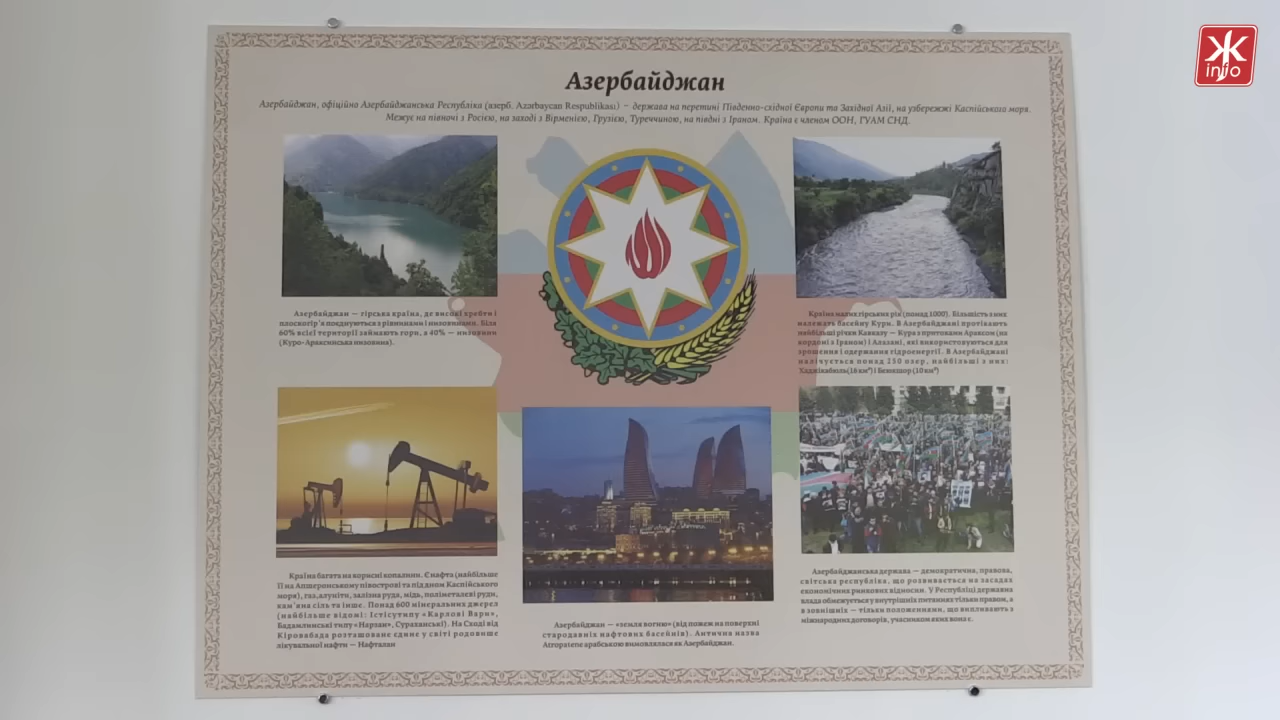 Азербайджан
Азербайджан, офіційно Азербайджанська Республіка (азерб. Azərbaycan Respublikası) – держава на перетині Південно-східної Європи та Західної Азії, на узбережжі Каспійського моря.
Межує на півночі з Росією, на заході з Вірменією, Грузією, Туреччиною, на півдні з Іраном. Країна є членом ООН, ГУАМ СНД.
Азербайджан — гірська країна, де високі хребти і
плоскогір'я поєднуються з рівнинами і низовинами. Біля
60% всієї території займають гори, а 40% — низовини
(Куро-Араксинська низовина).
Країна малих гірських рік (понад 1000). Більшість з них
належать басейну Кури. В Азербайджані протікають
найбільші річки Кавказу — Кура з притоками Араксом (на
кордоні з Іраном) і Алазані, які використовуються для
зрошення і одержання гідроенергії. В Азербайджані
налічується понад 250 озер, найбільші з них:
Хаджікабюль(16 км²) і Беюкшор (10 км²)
Країна багата на корисні копалини. Є нафта (найбільше
її на Апшеронському півострові та під дном Каспійського
моря), газ, алуніти, залізна руда, мідь, поліметалеві руди,
кам'яна сіль та інше. Понад 600 мінеральних джерел
(найбільше відомі: Істісу типу «Карлові Вари»,
Бадамлинські типу «Нарзан», Сураханські). На Сході від
Кіровабада розташоване єдине у світі родовище
лікувальної нафти — Нафталан
Азербайджан — «земля вогню» (від пожеж на поверхні
стародавніх нафтових басейнів). Антична назва
Atropatene арабською вимовлялася як Азербайджан.
Азербайджанська держава — демократична, правова,
світська республіка, що розвивається на засадах
економічних ринкових відносин. У Республіці державна
влада обмежується у внутрішніх питаннях тільки правом, а
в зовнішніх — тільки положеннями, що випливають з
міжнародних договорів, учасником яких вона є.
ЖК
info